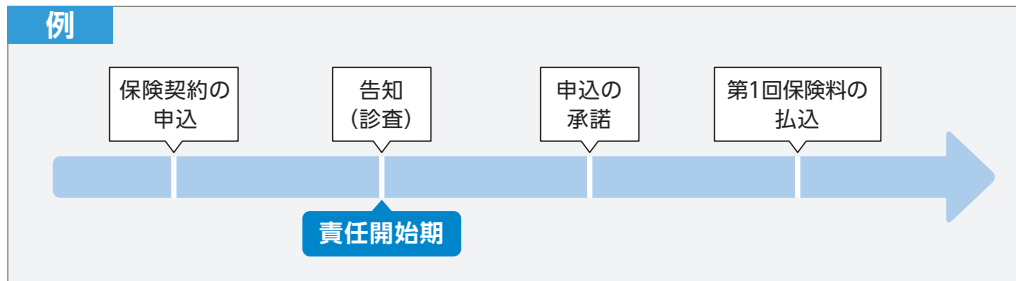 例
保険契約の
申込
告知
（診査）
申込の
承諾
第1回保険料の
払込
責任開始期